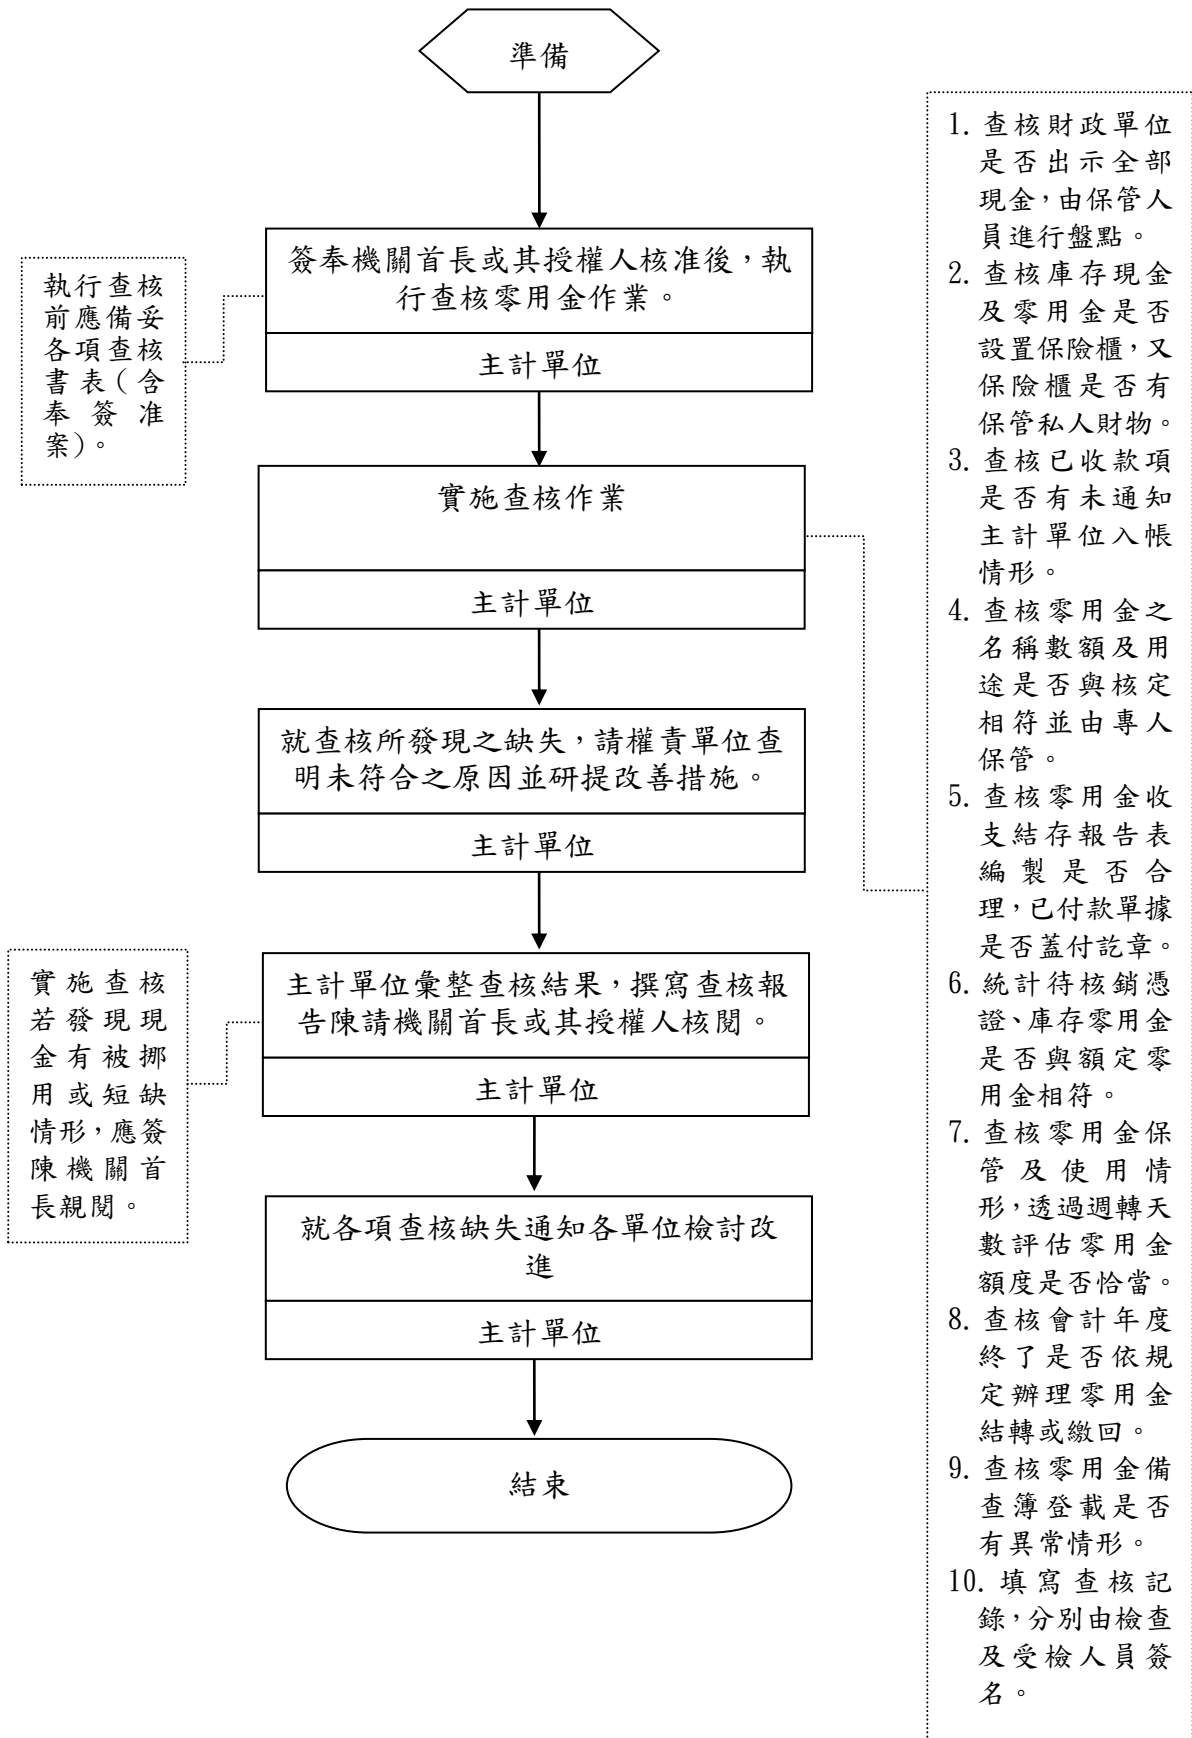 準備
簽奉機關首長或其授權人核准後，執
行查核零用金作業。
主計單位
執行查核
前應備妥
各項查核
書表（含
奉簽准
案）。
實施查核作業
主計單位
就查核所發現之缺失，請權責單位查
明未符合之原因並研提改善措施。
主計單位
主計單位彙整查核結果，撰寫查核報
告陳請機關首長或其授權人核閱。
主計單位
實施查核
若發現現
金有被挪
用或短缺
情形，應簽
陳機關首
長親閱。
就各項查核缺失通知各單位檢討改
進
主計單位
結束
1. 查核財政單位
是否出示全部
現金，由保管人
員進行盤點。
2. 查核庫存現金
及零用金是否
設置保險櫃，又
保險櫃是否有
保管私人財物。
3. 查核已收款項
是否有未通知
主計單位入帳
情形。
4. 查核零用金之
名稱數額及用
途是否與核定
相符並由專人
保管。
5. 查核零用金收
支結存報告表
編製是否合
理，已付款單據
是否蓋付訖章。
6. 統計待核銷憑
證、庫存零用金
是否與額定零
用金相符。
7. 查核零用金保
管及使用情
形，透過週轉天
數評估零用金
額度是否恰當。
8. 查核會計年度
終了是否依規
定辦理零用金
結轉或繳回。
9. 查核零用金備
查簿登載是否
有異常情形。
10. 填寫查核記
錄，分別由檢查
及受檢人員簽
名。